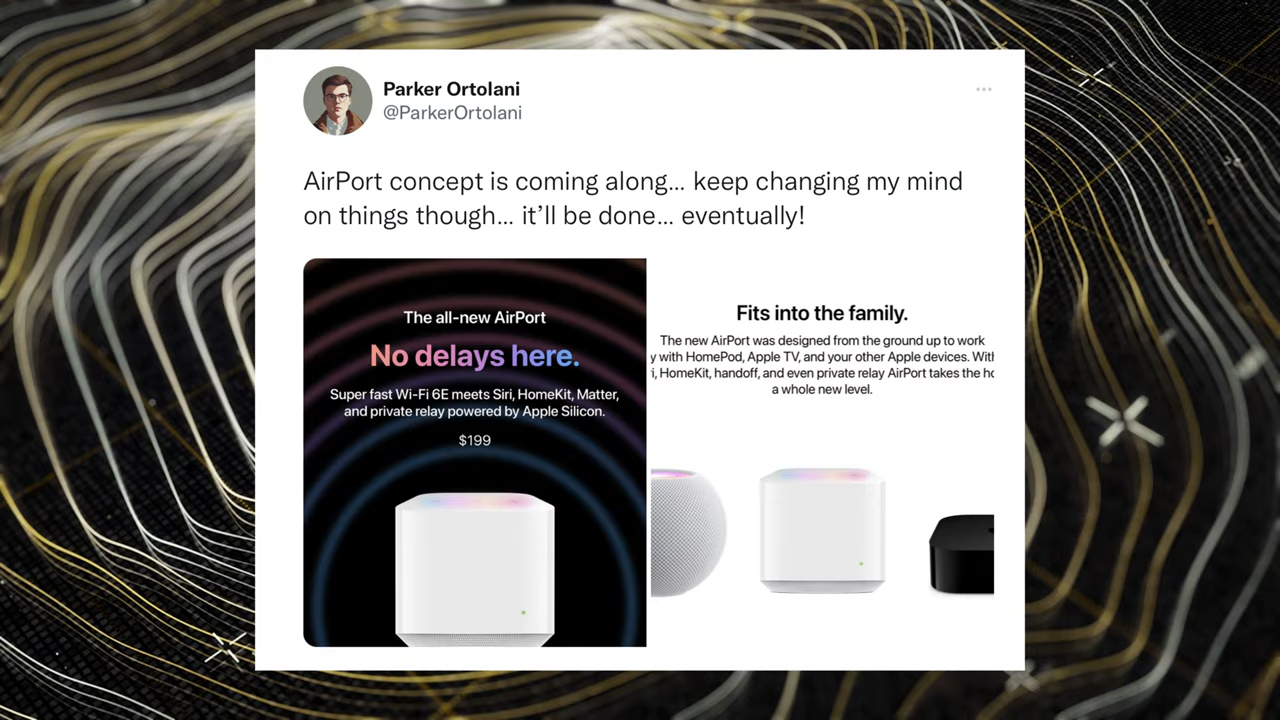 Parker Ortolani
@ParkerOrtolani
AirPort concept is coming along... keep changing my mind
on things though... it’ll be done... eventually!
The all-new AirPort
No delays here.
Super fast Wi-Fi 6E meets Siri, HomeKit, Matter,
and private relay powered by Apple Silicon.
$199
Fits into the family.
The new AirPort was designed from the ground up to work
y with HomePod, Apple TV, and your other Apple devices. With
i, HomeKit, handoff, and even private relay AirPort takes the ho
a whole new level.